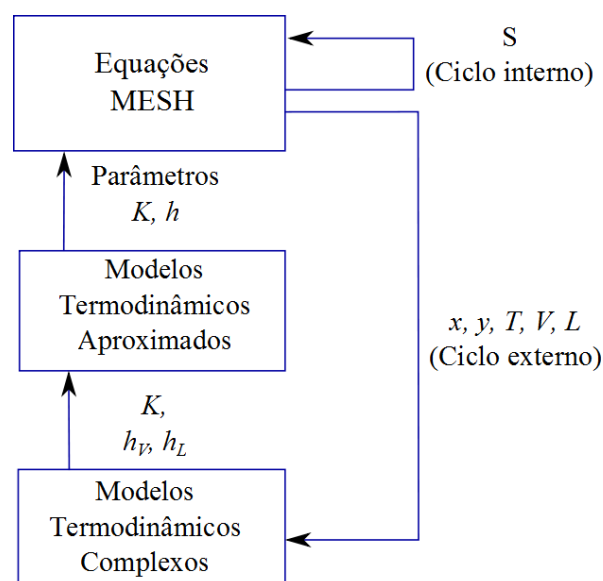 Equações
MESH
S
(Ciclo interno)
Parâmetros
K, h
Modelos
Termodinâmicos
Aproximados
x, y, T, V, L
(Ciclo externo)
K,
hV, hL
Modelos
Termodinâmicos
Complexos